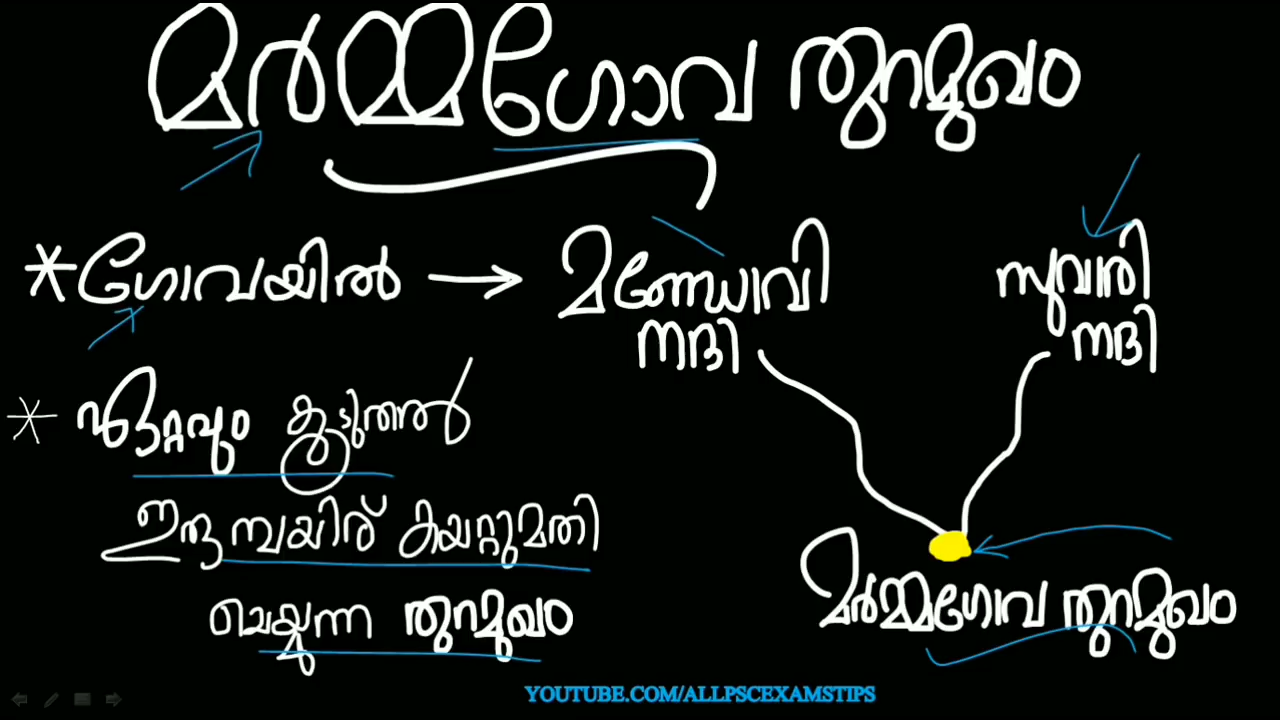 മർമ്മഗോവ തുറമുഖം
*ഗോവയിൽ → മണ്ഡോവി നദി
സുവാരി നദി
* ഏറ്റവും കൂടുതൽ
ഇരുമ്പയിര് കയറ്റുമതി
ചെയ്യുന്ന തുറമുഖം
മർമ്മഗോവ തുറമുഖം
YOUTUBE.COM/ALLPSCEXAMSTIPS